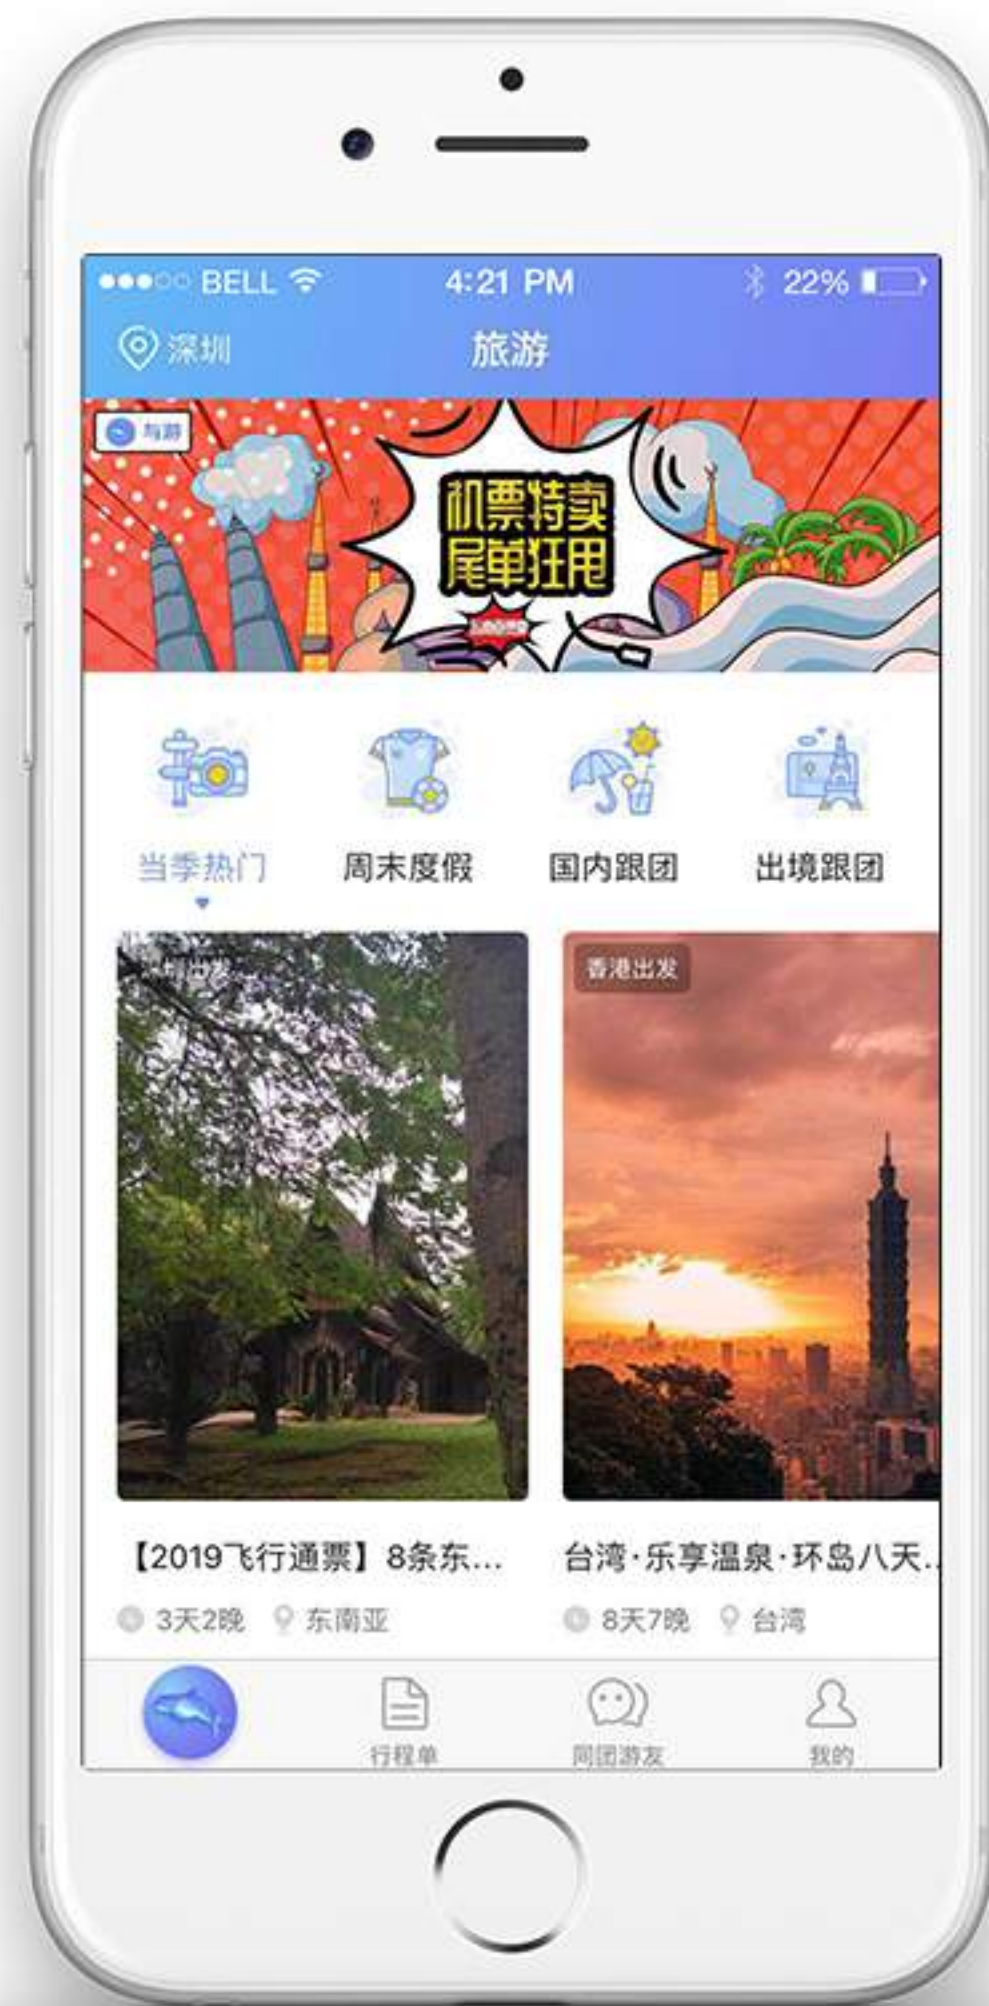 BELL 4:21 PM 22%
深圳 旅游
与游
机票特卖
尾单狂甩
当季热门 周末度假 国内跟团 出境跟团
出发 香港出发
【2019飞行通票】8条东... 台湾·乐享温泉·环岛八天..
3天2晚 东南亚 8天7晚 台湾
行程单 同团游友 我的